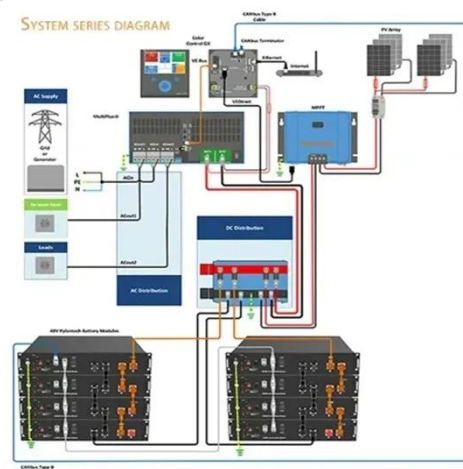 SYSTEM SERIES DIAGRAM
CANbus Type B
Cable
Color
Control GX
CANbus Terminator
VE Bus
Ethernet
Internet
PV Array
AC Supply
Grid
or
Generator
MultiPlus-II
VEDirect
MPPT
L
PE
N
ACin
ACout1
Loads
ACout2
DC Distribution
AC Distribution
48V Pylontech Battery Modules
CANbus Type B